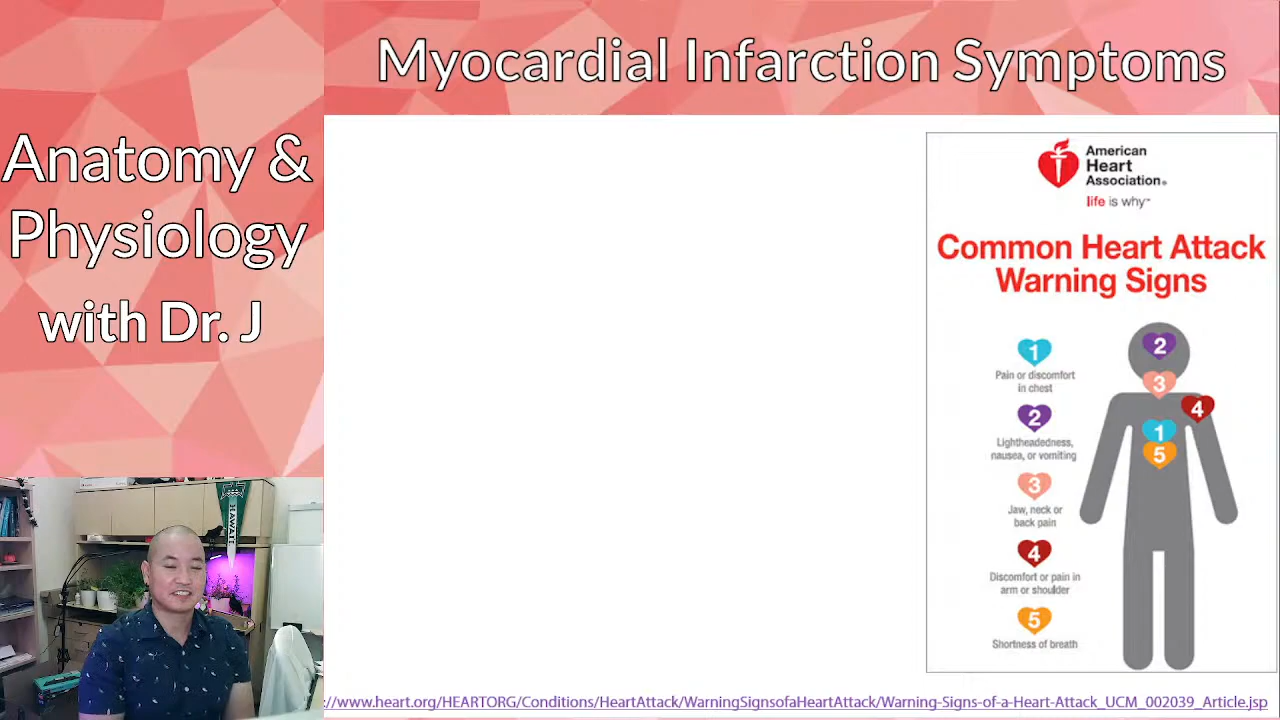 Myocardial Infarction Symptoms
Anatomy &
Physiology
with Dr. J
American
Heart
Association®
life is why™
Common Heart Attack
Warning Signs
1
Pain or discomfort
in chest
2
Lightheadedness,
nausea, or vomiting
3
Jaw, neck or
back pain
4
Discomfort or pain in
arm or shoulder
5
Shortness of breath
2
3
4
1
5
HAWAII
://www.heart.org/HEARTORG/Conditions/HeartAttack/WarningSignsofaHeartAttack/Warning-Signs-of-a-Heart-Attack_UCM_002039_Article.jsp